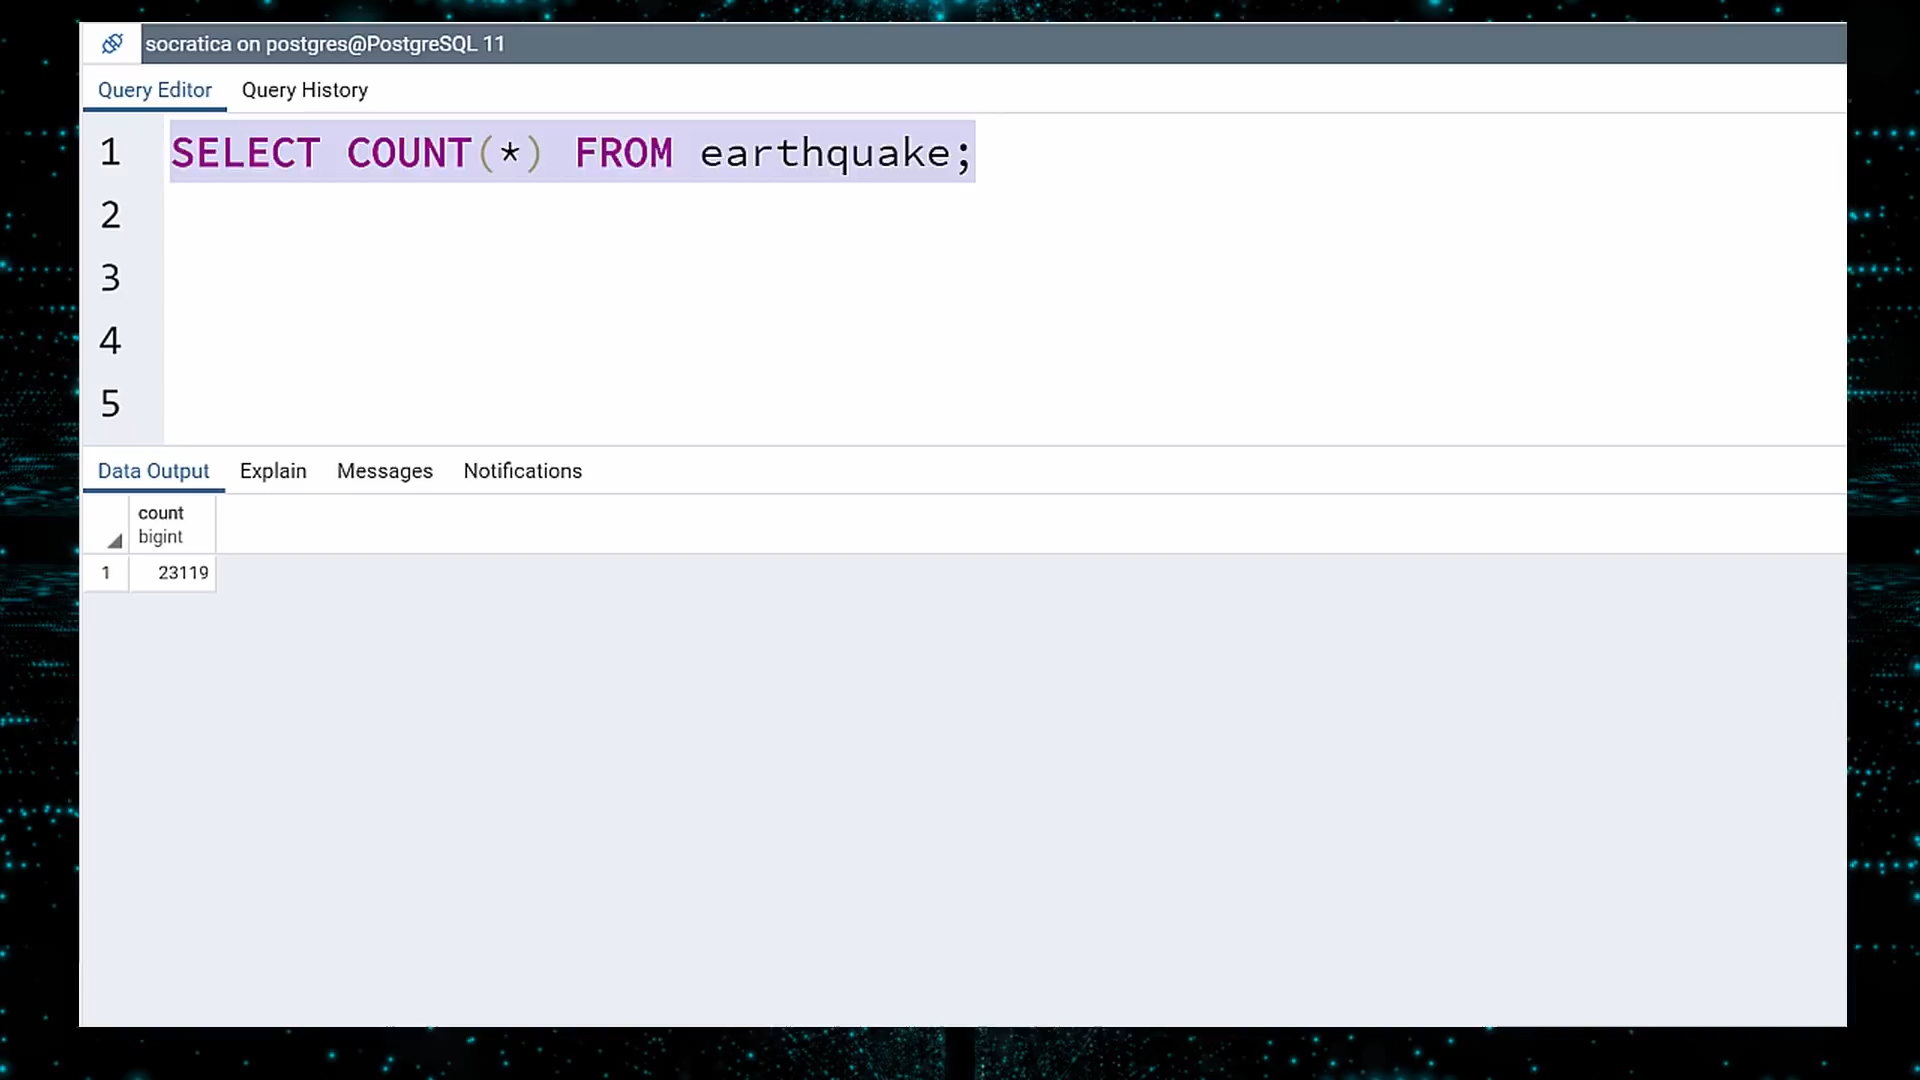 socratica on postgres@PostgreSQL 11
Query Editor Query History
1 SELECT COUNT(*) FROM earthquake;
2
3
4
5
Data Output Explain Messages Notifications
count
bigint
1 23119